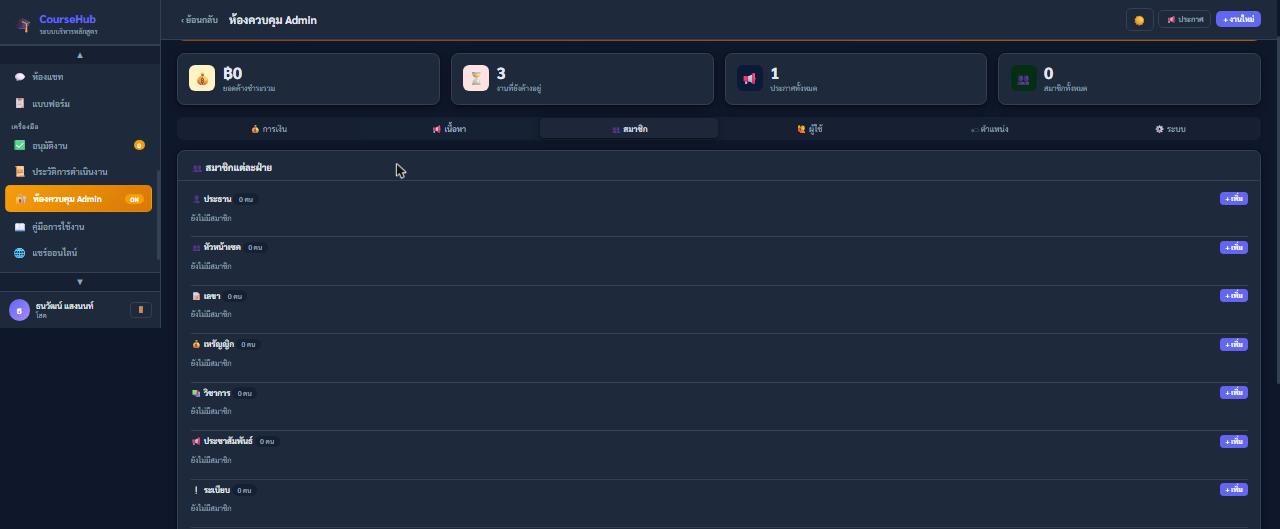 CourseHub
ระบบบริหารหลักสูตร
‹ ย้อนกลับ ห้องควบคุม Admin
ประกาศ
+ งานใหม่
ห้องแชท
แบบฟอร์ม
เครื่องมือ
อนุมัติงาน 0
ประวัติการดำเนินงาน
ห้องควบคุม Admin ON
คู่มือการใช้งาน
แชร์ออนไลน์
ธ
ธนวัฒน์ แสงนนท์
โสต
฿0
ยอดค้างชำระรวม
3
งานที่ยังค้างอยู่
1
ประกาศทั้งหมด
0
สมาชิกทั้งหมด
การเงิน
เนื้อหา
สมาชิก
ผู้ใช้
ตำแหน่ง
ระบบ
สมาชิกแต่ละฝ่าย
ประธาน 0 คน + เพิ่ม
ยังไม่มีสมาชิก
หัวหน้าเซค 0 คน + เพิ่ม
ยังไม่มีสมาชิก
เลขา 0 คน + เพิ่ม
ยังไม่มีสมาชิก
เหรัญญิก 0 คน + เพิ่ม
ยังไม่มีสมาชิก
วิชาการ 0 คน + เพิ่ม
ยังไม่มีสมาชิก
ประชาสัมพันธ์ 0 คน + เพิ่ม
ยังไม่มีสมาชิก
ระเบียบ 0 คน + เพิ่ม
ยังไม่มีสมาชิก